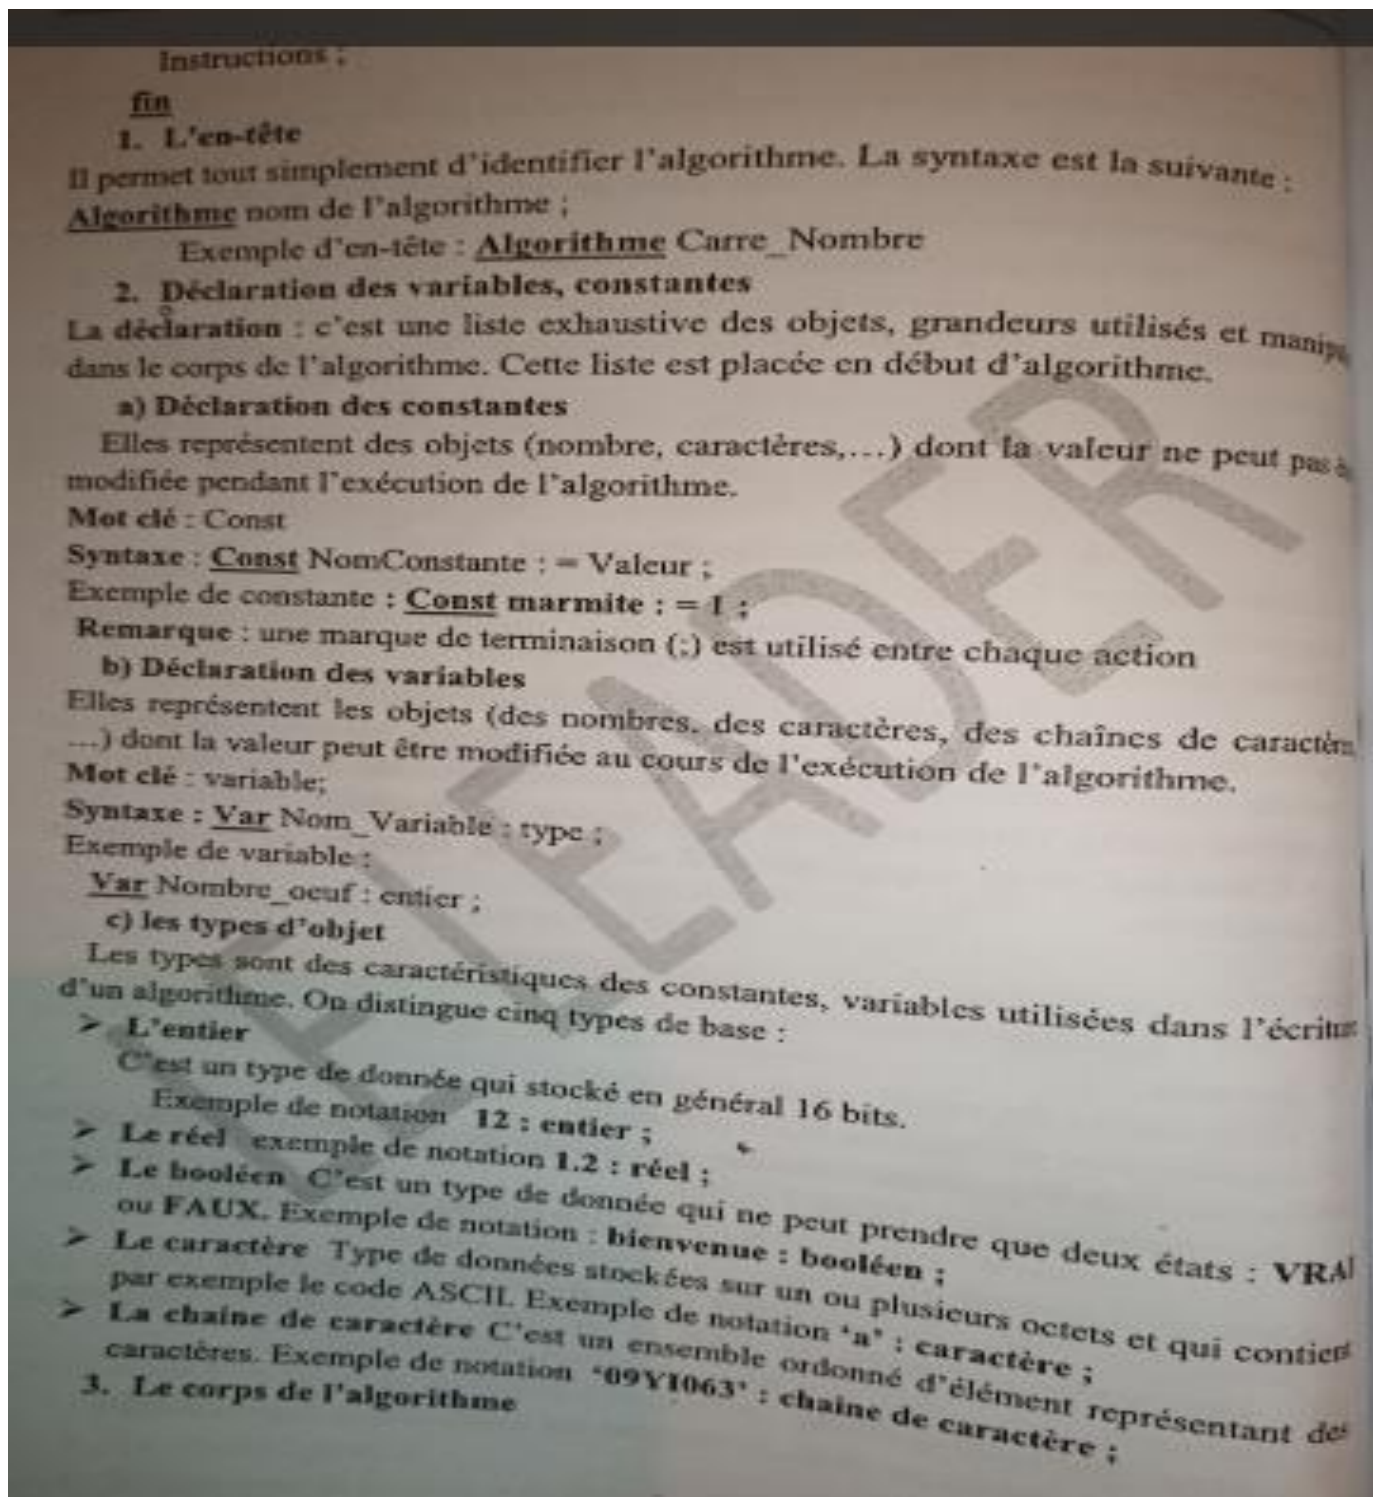 Instructions ;
fin
1. L'en-tête
Il permet tout simplement d'identifier l'algorithme. La syntaxe est la suivante :
Algorithme nom de l'algorithme ;
Exemple d'en-tête : Algorithme Carre_Nombre
2. Déclaration des variables, constantes
La déclaration : c'est une liste exhaustive des objets, grandeurs utilisés et manipu
dans le corps de l'algorithme. Cette liste est placée en début d'algorithme.
a) Déclaration des constantes
Elles représentent des objets (nombre, caractères,…) dont la valeur ne peut pas
modifiée pendant l'exécution de l'algorithme.
Mot clé : Const
Syntaxe : Const NomConstante : = Valeur ;
Exemple de constante : Const marmite : = 1 ;
Remarque : une marque de terminaison (;) est utilisé entre chaque action
b) Déclaration des variables
Elles représentent les objets (des nombres, des caractères, des chaînes de caractèr
…) dont la valeur peut être modifiée au cours de l'exécution de l'algorithme.
Mot clé : variable;
Syntaxe : Var Nom_Variable : type ;
Exemple de variable :
Var Nombre_oeuf : entier ;
c) les types d'objet
Les types sont des caractéristiques des constantes, variables utilisées dans l'écritur
d'un algorithme. On distingue cinq types de base :
➢ L'entier
C'est un type de donnée qui stocké en général 16 bits.
Exemple de notation 12 : entier ;
➢ Le réel exemple de notation 1.2 : réel ;
➢ Le booléen C'est un type de donnée qui ne peut prendre que deux états : VRAI
ou FAUX. Exemple de notation : bienvenue : booléen ;
➢ Le caractère Type de données stockées sur un ou plusieurs octets et qui contient
par exemple le code ASCII. Exemple de notation 'a' : caractère ;
➢ La chaine de caractère C'est un ensemble ordonné d'élément représentant des
caractères. Exemple de notation '09Y1063' : chaine de caractère ;
3. Le corps de l'algorithme
LEADER